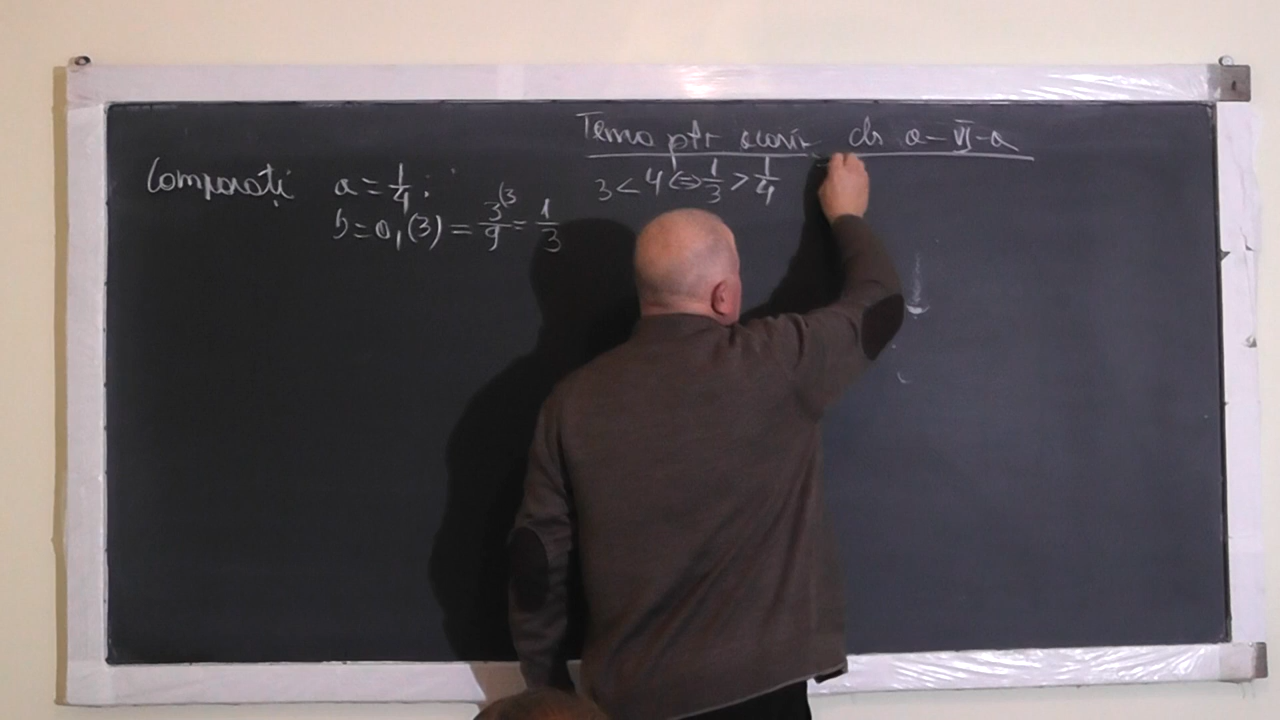 Tema ptr acasă cls a-VI-a
Comparați a = 1/4 ;
b = 0,(3) = 3/9 (3 = 1/3
3 < 4 ⇔ 1/3 > 1/4